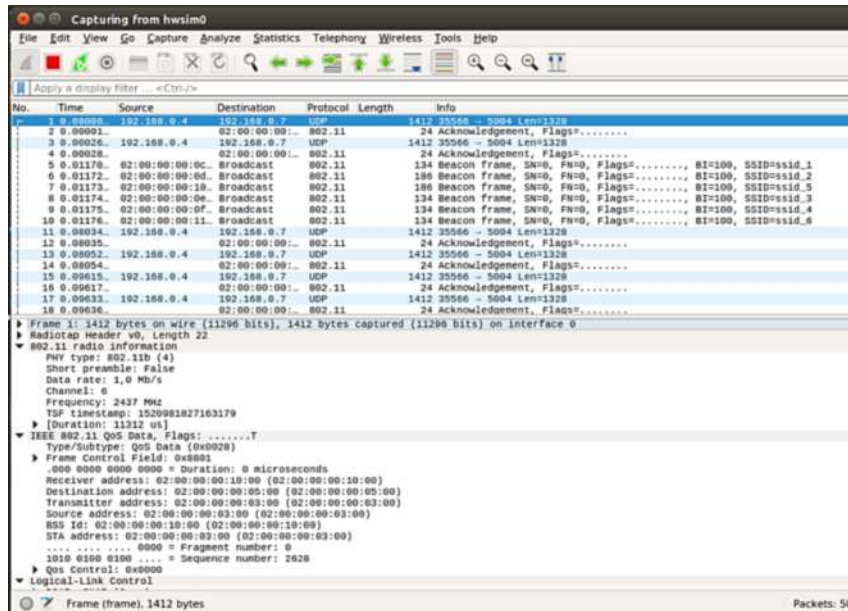 Capturing from hwsim0
File Edit View Go Capture Analyze Statistics Telephony Wireless Tools Help
Apply a display filter ... <Ctrl-/>
No. Time Source Destination Protocol Length Info
1 0.00000… 192.168.0.4 192.168.0.7 UDP 1412 35566 → 5004 Len=1328
2 0.00001… 02:00:00:00:… 802.11 24 Acknowledgement, Flags=........
3 0.00026… 192.168.0.4 192.168.0.7 UDP 1412 35566 → 5004 Len=1328
4 0.00028… 02:00:00:00:… 802.11 24 Acknowledgement, Flags=........
5 0.01170… 02:00:00:00:0c… Broadcast 802.11 134 Beacon frame, SN=0, FN=0, Flags=........, BI=100, SSID=ssid_1
6 0.01172… 02:00:00:00:0d… Broadcast 802.11 186 Beacon frame, SN=0, FN=0, Flags=........, BI=100, SSID=ssid_2
7 0.01173… 02:00:00:00:10… Broadcast 802.11 186 Beacon frame, SN=0, FN=0, Flags=........, BI=100, SSID=ssid_5
8 0.01174… 02:00:00:00:0e… Broadcast 802.11 134 Beacon frame, SN=0, FN=0, Flags=........, BI=100, SSID=ssid_3
9 0.01175… 02:00:00:00:0f… Broadcast 802.11 134 Beacon frame, SN=0, FN=0, Flags=........, BI=100, SSID=ssid_4
10 0.01176… 02:00:00:00:11… Broadcast 802.11 134 Beacon frame, SN=0, FN=0, Flags=........, BI=100, SSID=ssid_6
11 0.08034… 192.168.0.4 192.168.0.7 UDP 1412 35566 → 5004 Len=1328
12 0.08035… 02:00:00:00:… 802.11 24 Acknowledgement, Flags=........
13 0.08052… 192.168.0.4 192.168.0.7 UDP 1412 35566 → 5004 Len=1328
14 0.08054… 02:00:00:00:… 802.11 24 Acknowledgement, Flags=........
15 0.09615… 192.168.0.4 192.168.0.7 UDP 1412 35566 → 5004 Len=1328
16 0.09617… 02:00:00:00:… 802.11 24 Acknowledgement, Flags=........
17 0.09633… 192.168.0.4 192.168.0.7 UDP 1412 35566 → 5004 Len=1328
18 0.09636… 02:00:00:00:… 802.11 24 Acknowledgement, Flags=........
Frame 1: 1412 bytes on wire (11296 bits), 1412 bytes captured (11296 bits) on interface 0
Radiotap Header v0, Length 22
802.11 radio information
PHY type: 802.11b (4)
Short preamble: False
Data rate: 1,0 Mb/s
Channel: 6
Frequency: 2437 MHz
TSF timestamp: 1520981827163179
[Duration: 11312 us]
IEEE 802.11 QoS Data, Flags: .......T
Type/Subtype: QoS Data (0x0028)
Frame Control Field: 0x8801
.000 0000 0000 0000 = Duration: 0 microseconds
Receiver address: 02:00:00:00:10:00 (02:00:00:00:10:00)
Destination address: 02:00:00:00:05:00 (02:00:00:00:05:00)
Transmitter address: 02:00:00:00:03:00 (02:00:00:00:03:00)
Source address: 02:00:00:00:03:00 (02:00:00:00:03:00)
BSS Id: 02:00:00:00:10:00 (02:00:00:00:10:00)
STA address: 02:00:00:00:03:00 (02:00:00:00:03:00)
.... .... .... 0000 = Fragment number: 0
1010 0100 0100 .... = Sequence number: 2628
Qos Control: 0x0000
Logical-Link Control
Frame (frame), 1412 bytes
Packets: